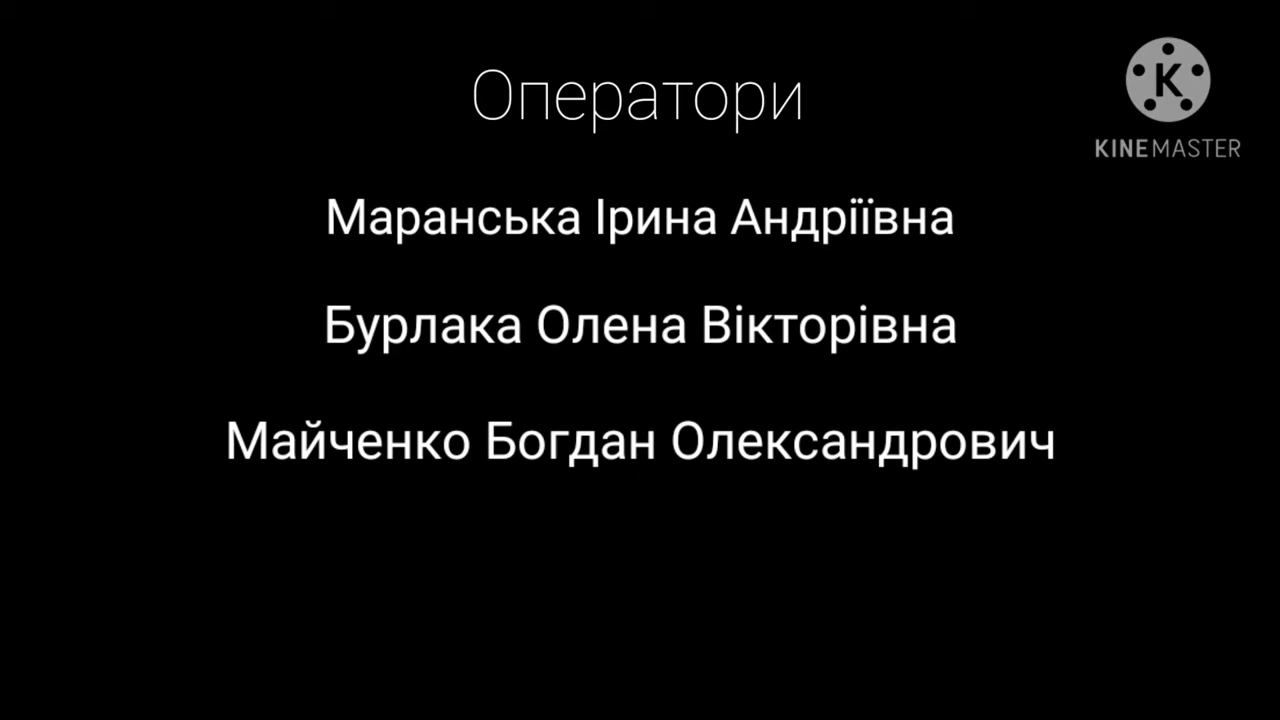 Оператори
K
KINEMASTER
Маранська Ірина Андріївна
Бурлака Олена Вікторівна
Майченко Богдан Олександрович